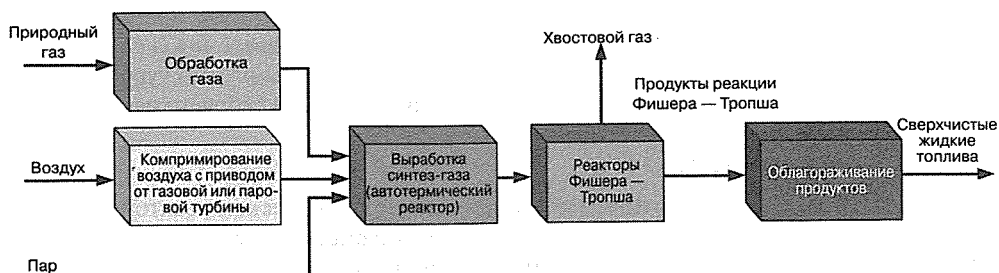 Природный
газ
Обработка
газа
Хвостовой газ
Продукты реакции
Фишера — Тропша
Воздух
Компримирование
воздуха с приводом
от газовой или паро-
вой турбины
Выработка
синтез-газа
(автотермический
реактор)
Реакторы
Фишера —
Тропша
Облагораживание
продуктов
Сверхчистые
жидкие
топлива
Пар